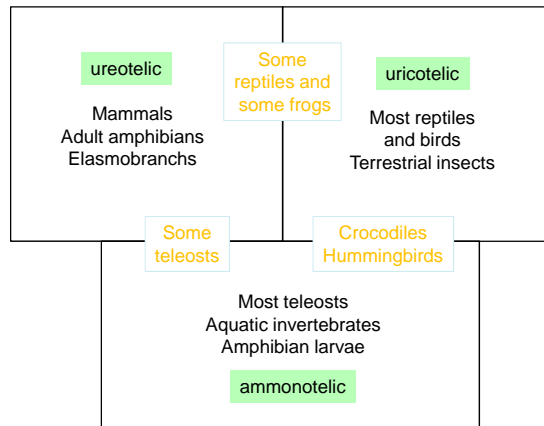 ureotelic
Mammals
Adult amphibians
Elasmobranchs
Some
reptiles and
some frogs
uricotelic
Most reptiles
and birds
Terrestrial insects
Some
teleosts
Crocodiles
Hummingbirds
Most teleosts
Aquatic invertebrates
Amphibian larvae
ammonotelic